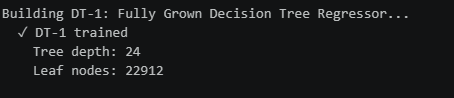 Building DT-1: Fully Grown Decision Tree Regressor...
✓ DT-1 trained
Tree depth: 24
Leaf nodes: 22912